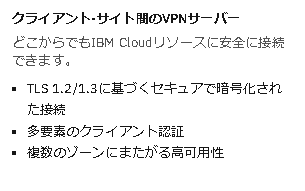 クライアント・サイト間のVPNサーバー
どこからでもIBM Cloudリソースに安全に接続
できます。
▪ TLS 1.2/1.3に基づくセキュアで暗号化され
た接続
▪ 多要素のクライアント認証
▪ 複数のゾーンにまたがる高可用性